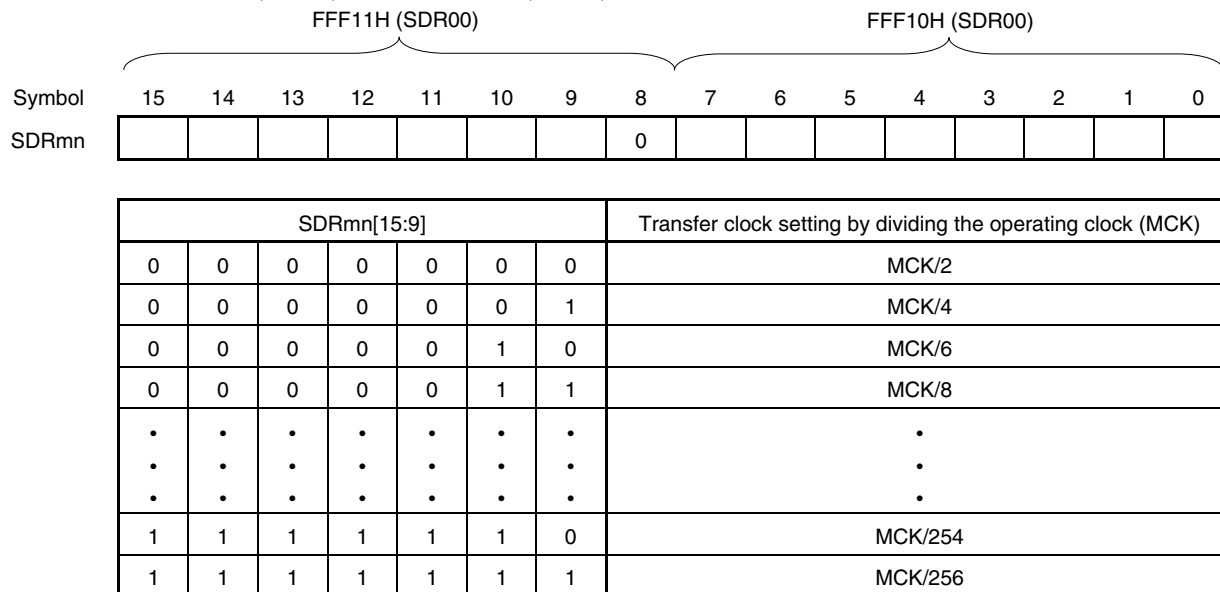 FFF11H (SDR00) FFF10H (SDR00)
Symbol 15 14 13 12 11 10 9 8 7 6 5 4 3 2 1 0
SDRmn 0
SDRmn[15:9] Transfer clock setting by dividing the operating clock (MCK)
0 0 0 0 0 0 0 MCK/2
0 0 0 0 0 0 1 MCK/4
0 0 0 0 0 1 0 MCK/6
0 0 0 0 0 1 1 MCK/8
• • • • • • • •
• • • • • • • •
• • • • • • • •
1 1 1 1 1 1 0 MCK/254
1 1 1 1 1 1 1 MCK/256